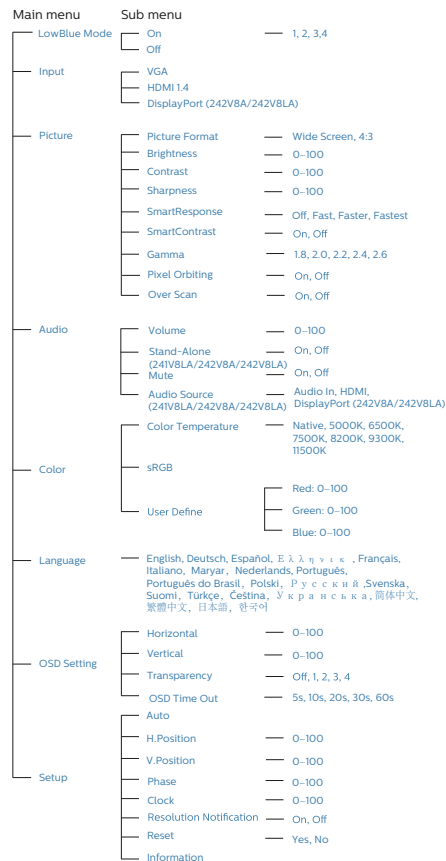 Main menu Sub menu
LowBlue Mode On 1, 2, 3,4
Off
Input VGA
HDMI 1.4
DisplayPort (242V8A/242V8LA)
Picture Picture Format Wide Screen, 4:3
Brightness 0–100
Contrast 0–100
Sharpness 0–100
SmartResponse Off, Fast, Faster, Fastest
SmartContrast On, Off
Gamma 1.8, 2.0, 2.2, 2.4, 2.6
Pixel Orbiting On, Off
Over Scan On, Off
Audio Volume 0–100
Stand-Alone On, Off
(241V8LA/242V8A/242V8LA)
Mute On, Off
Audio Source Audio In, HDMI,
(241V8LA/242V8A/242V8LA) DisplayPort (242V8A/242V8LA)
Color Temperature Native, 5000K, 6500K,
7500K, 8200K, 9300K,
11500K
Color sRGB
Red: 0–100
User Define Green: 0–100
Blue: 0–100
Language English, Deutsch, Español, Ελληνικ, Français,
Italiano, Maryar, Nederlands, Português,
Português do Brasil, Polski, Русский ,Svenska,
Suomi, Türkçe, Čeština, Українська, 简体中文,
繁體中文, 日本語, 한국어
Horizontal 0–100
OSD Setting Vertical 0–100
Transparency Off, 1, 2, 3, 4
OSD Time Out 5s, 10s, 20s, 30s, 60s
Auto
H.Position 0–100
V.Position 0–100
Setup Phase 0–100
Clock 0–100
Resolution Notification On, Off
Reset Yes, No
Information